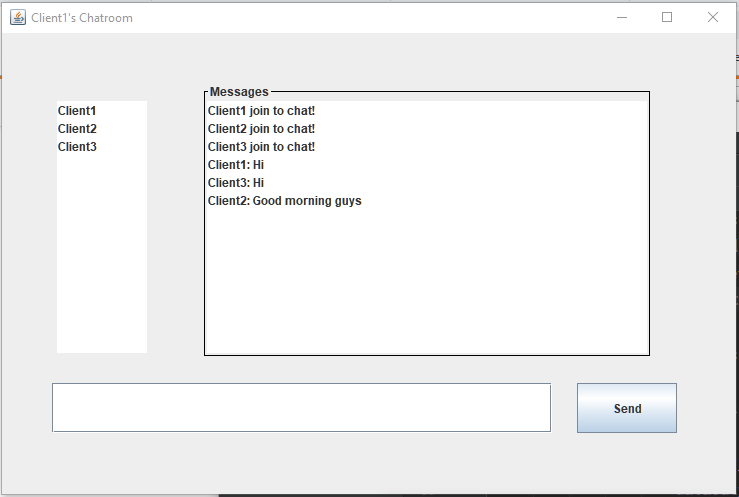 Client1's Chatroom
Client1
Client2
Client3
Messages
Client1 join to chat!
Client2 join to chat!
Client3 join to chat!
Client1: Hi
Client3: Hi
Client2: Good morning guys
Send